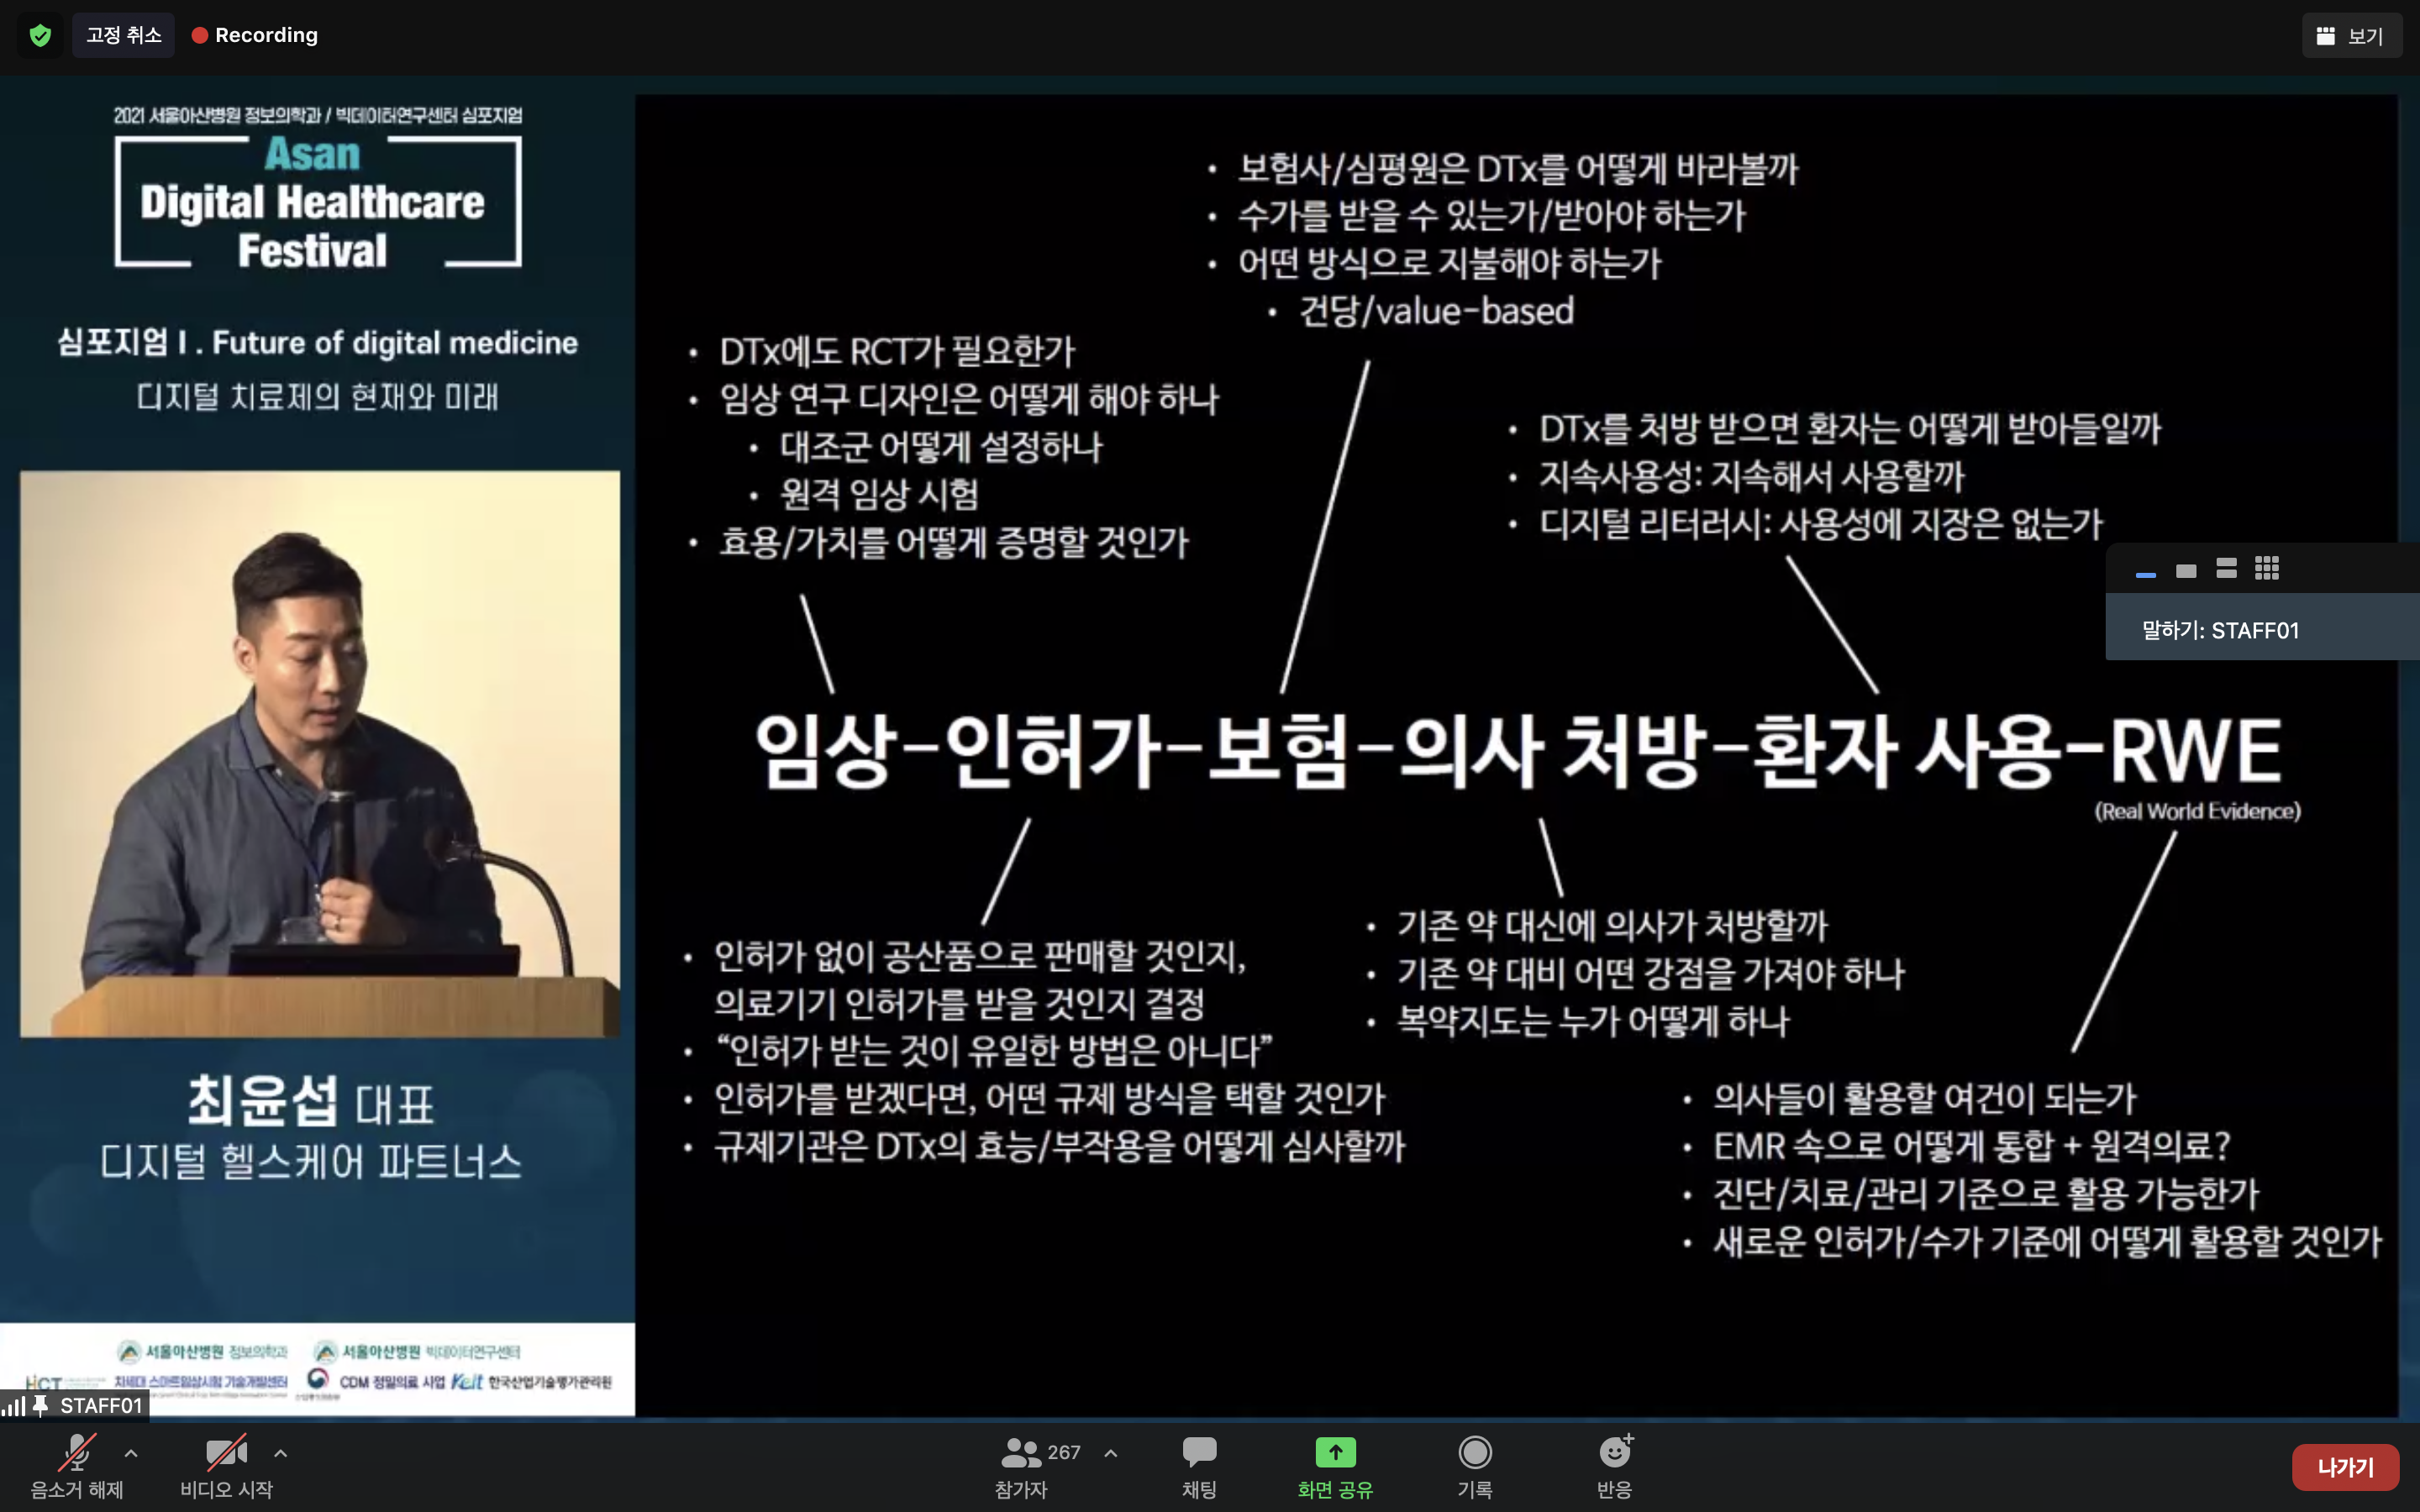 고정 취소
Recording
보기
2021 서울아산병원 정보의학과 / 빅데이터연구센터 심포지엄
Asan
Digital Healthcare
Festival
심포지엄 I . Future of digital medicine
디지털 치료제의 현재와 미래
최윤섭 대표
디지털 헬스케어 파트너스
서울아산병원 정보의학과
서울아산병원 빅데이터연구센터
HCT
차세대 스마트임상시험 기술개발센터
CDM 정밀의료 사업
Keit 한국산업기술평가관리원
STAFF01
• 보험사/심평원은 DTx를 어떻게 바라볼까
• 수가를 받을 수 있는가/받아야 하는가
• 어떤 방식으로 지불해야 하는가
• 건당/value-based
• DTx에도 RCT가 필요한가
• 임상 연구 디자인은 어떻게 해야 하나
• 대조군 어떻게 설정하나
• 원격 임상 시험
• 효용/가치를 어떻게 증명할 것인가
• DTx를 처방 받으면 환자는 어떻게 받아들일까
• 지속사용성: 지속해서 사용할까
• 디지털 리터러시: 사용성에 지장은 없는가
말하기: STAFF01
임상-인허가-보험-의사 처방-환자 사용-RWE
(Real World Evidence)
• 인허가 없이 공산품으로 판매할 것인지,
의료기기 인허가를 받을 것인지 결정
• “인허가 받는 것이 유일한 방법은 아니다”
• 인허가를 받겠다면, 어떤 규제 방식을 택할 것인가
• 규제기관은 DTx의 효능/부작용을 어떻게 심사할까
• 기존 약 대신에 의사가 처방할까
• 기존 약 대비 어떤 강점을 가져야 하나
• 복약지도는 누가 어떻게 하나
• 의사들이 활용할 여건이 되는가
• EMR 속으로 어떻게 통합 + 원격의료?
• 진단/치료/관리 기준으로 활용 가능한가
• 새로운 인허가/수가 기준에 어떻게 활용할 것인가
음소거 해제
비디오 시작
267
참가자
채팅
화면 공유
기록
반응
나가기